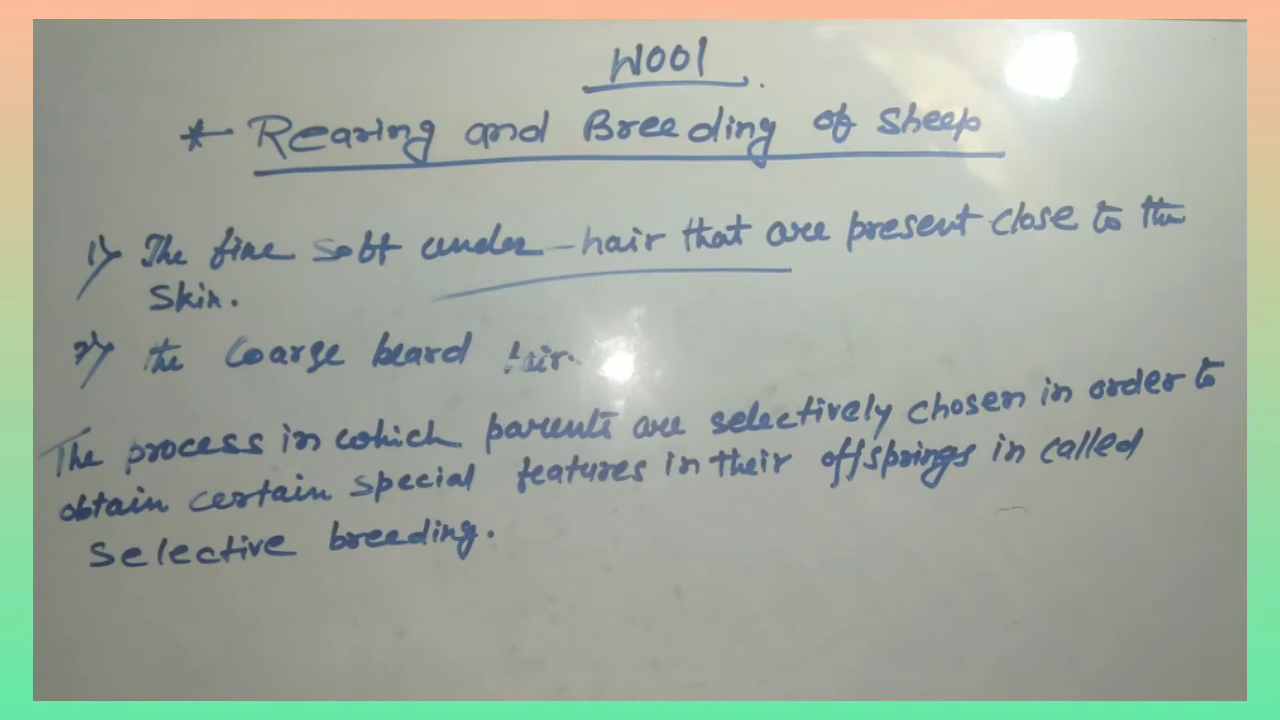 Wool
* Rearing and Breeding of Sheep
1) The fine soft under-hair that are present close to the
Skin.
2) the Coarse beard hair.
The process in which parents are selectively chosen in order to
obtain certain special features in their offsprings in called
Selective breeding.